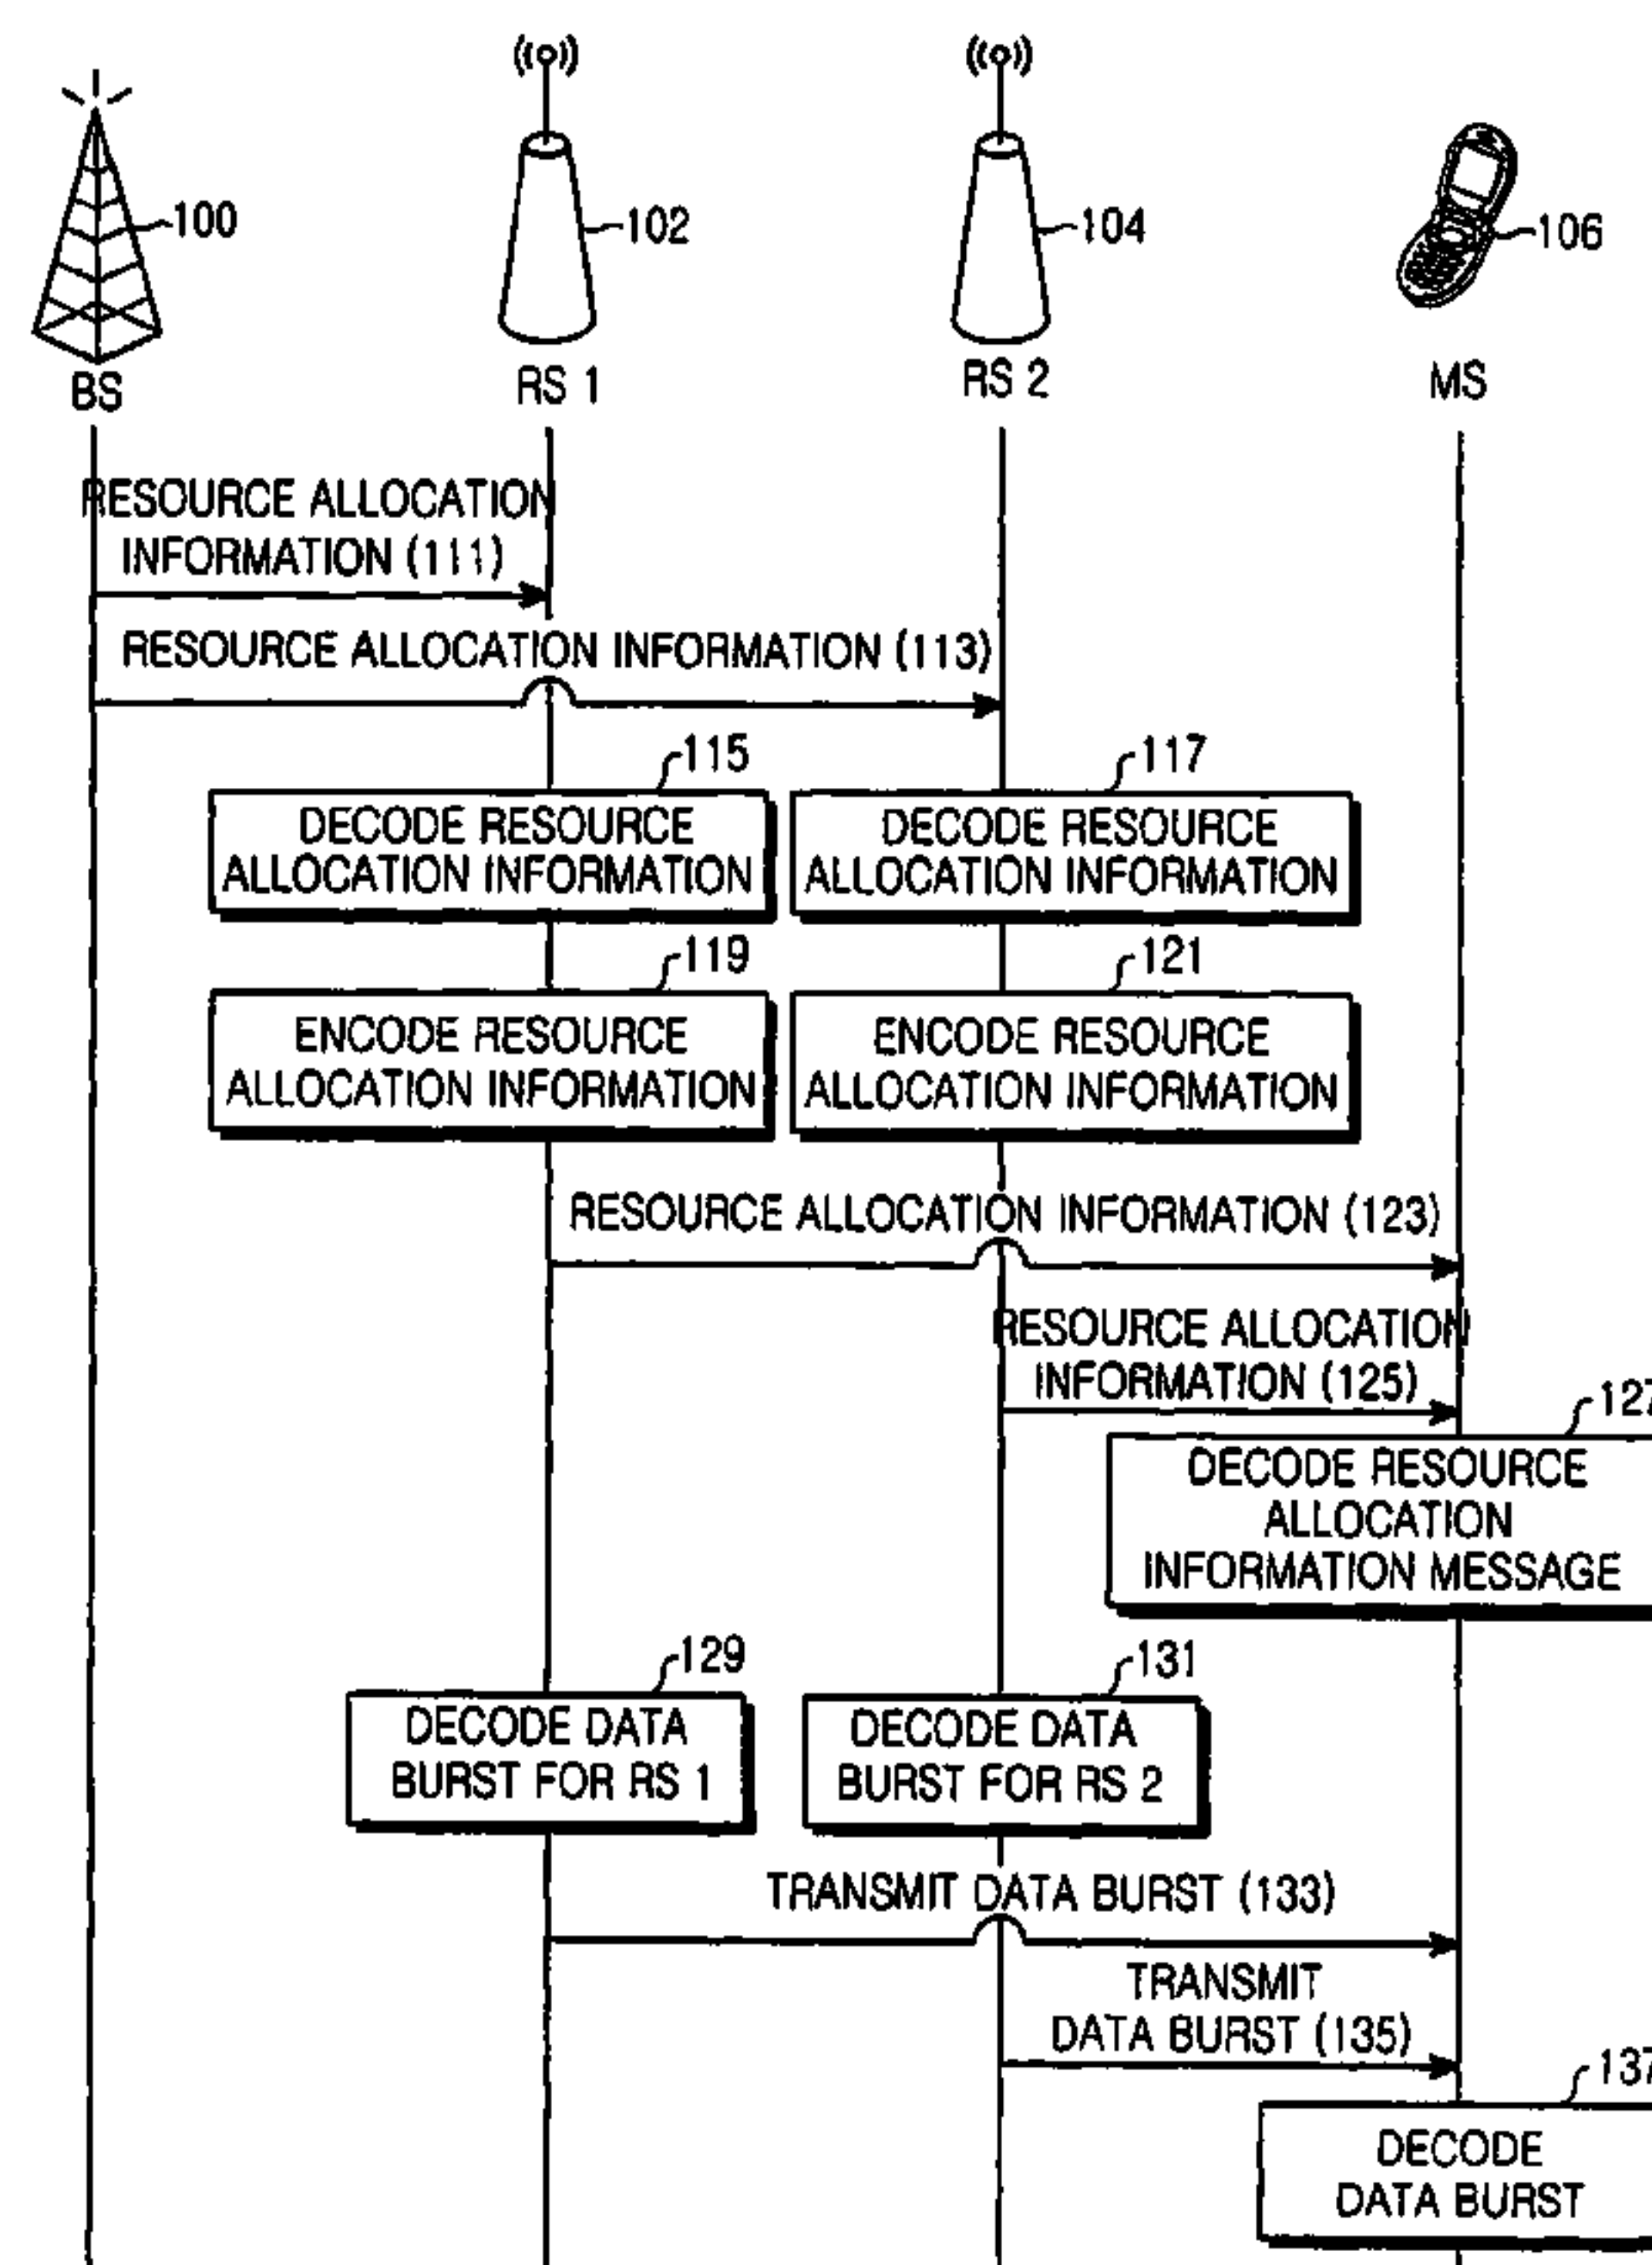 100
102
104
106
BS
RS 1
RS 2
MS
RESOURCE ALLOCATION
INFORMATION (111)
RESOURCE ALLOCATION INFORMATION (113)
115
117
DECODE RESOURCE
ALLOCATION INFORMATION
DECODE RESOURCE
ALLOCATION INFORMATION
119
121
ENCODE RESOURCE
ALLOCATION INFORMATION
ENCODE RESOURCE
ALLOCATION INFORMATION
RESOURCE ALLOCATION INFORMATION (123)
RESOURCE ALLOCATION
INFORMATION (125)
127
DECODE RESOURCE
ALLOCATION
INFORMATION MESSAGE
129
131
DECODE DATA
BURST FOR RS 1
DECODE DATA
BURST FOR RS 2
TRANSMIT DATA BURST (133)
TRANSMIT
DATA BURST (135)
137
DECODE
DATA BURST